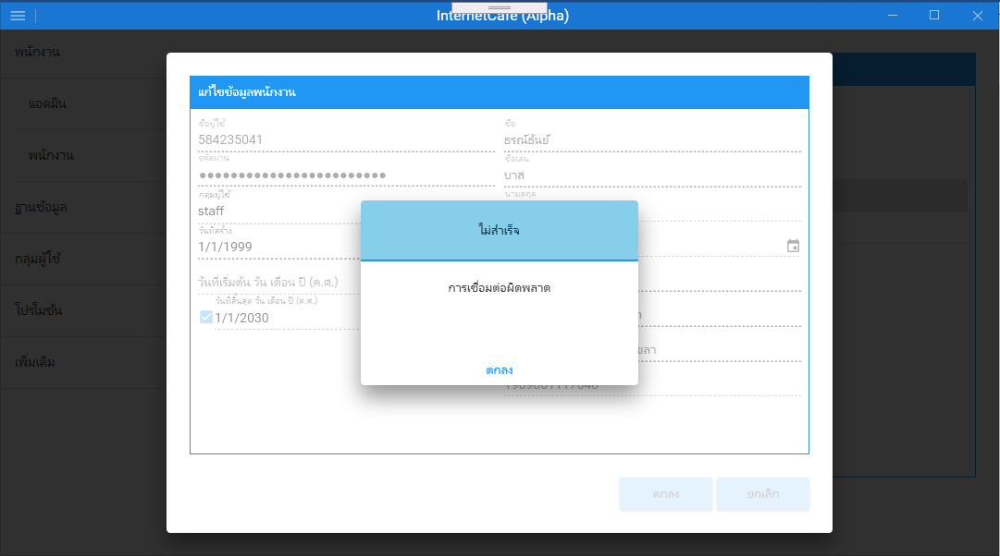 InternetCafe (Alpha)
พนักงาน
แอดมิน
พนักงาน
ฐานข้อมูล
กลุ่มผู้ใช้
โปรโมชั่น
เพิ่มเติม
แก้ไขข้อมูลพนักงาน
ชื่อผู้ใช้
584235041
รหัสผ่าน
กลุ่มผู้ใช้
staff
วันที่สร้าง
1/1/1999
วันที่เริ่มต้น วัน เดือน ปี (ค.ศ.)
วันที่สิ้นสุด วัน เดือน ปี (ค.ศ.)
1/1/2030
ชื่อ
ธรณ์ธันย์
ชื่อเล่น
บาส
นามสกุล
ไม่สำเร็จ
การเชื่อมต่อผิดพลาด
ตกลง
ตกลง
ยกเลิก